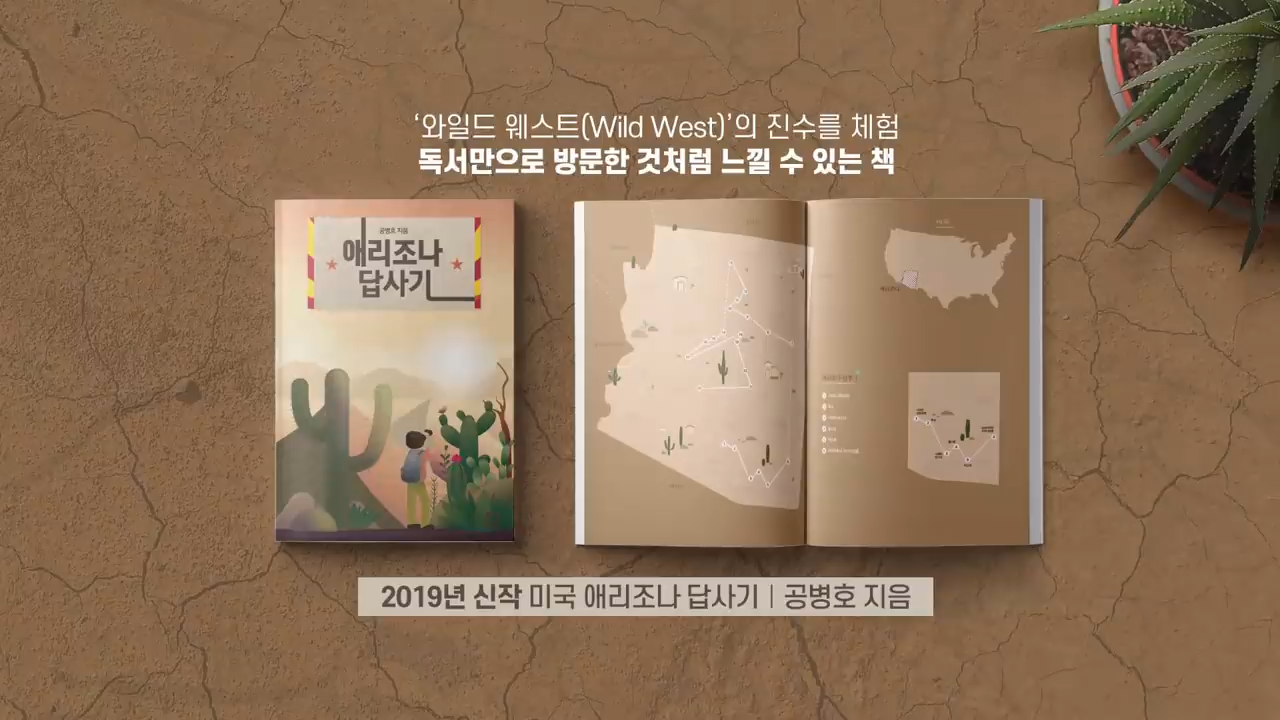 ‘와일드 웨스트(Wild West)’의 진수를 체험
독서만으로 방문한 것처럼 느낄 수 있는 책
공병호 지음
애리조나
답사기
2019년 신작 미국 애리조나 답사기 | 공병호 지음